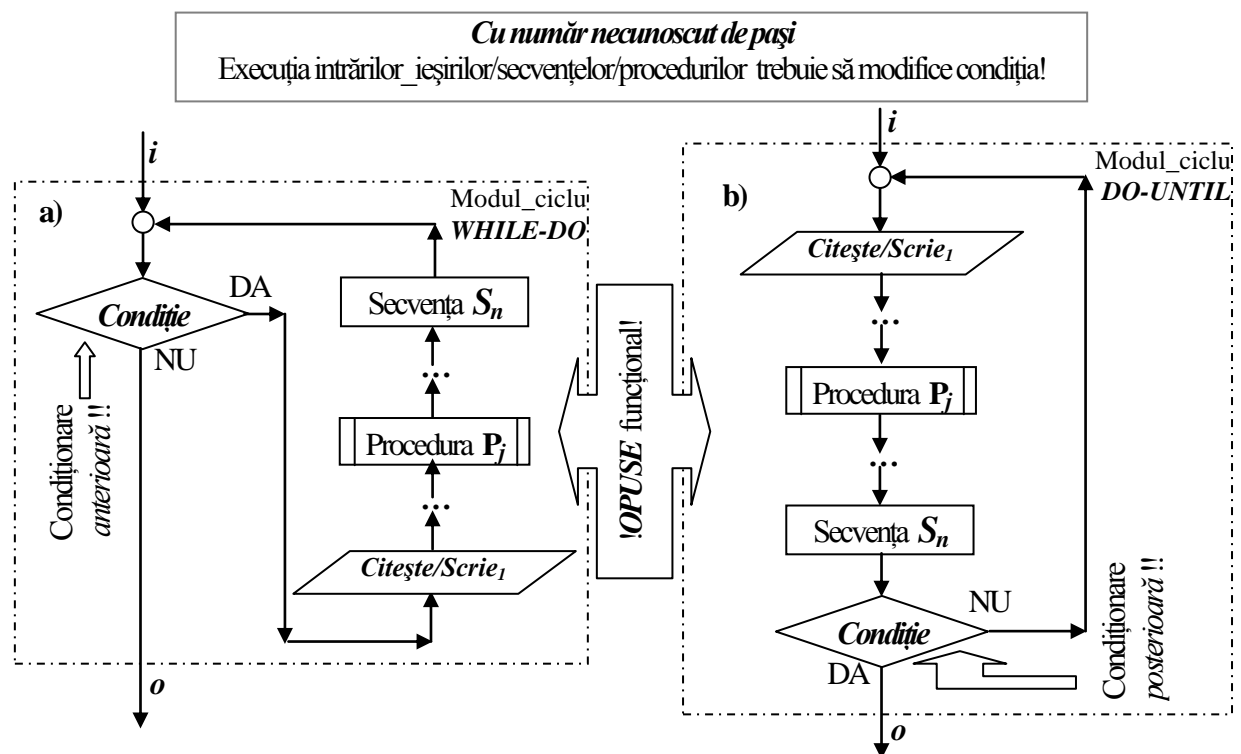 Cu număr necunoscut de paşi
Execuția intrărilor_ieşirilor/secvențelor/procedurilor trebuie să modifice condiția!
i
a)
Modul_ciclu
WHILE-DO
Condiție
DA
NU
Condiționare
anterioară !!
Secvența Sn
...
Procedura Pj
...
Citeşte/Scrie1
o
!OPUSE funcțional!
i
b)
Modul_ciclu
DO-UNTIL
Citeşte/Scrie1
...
Procedura Pj
...
Secvența Sn
Condiție
NU
DA
Condiționare
posterioară !!
o